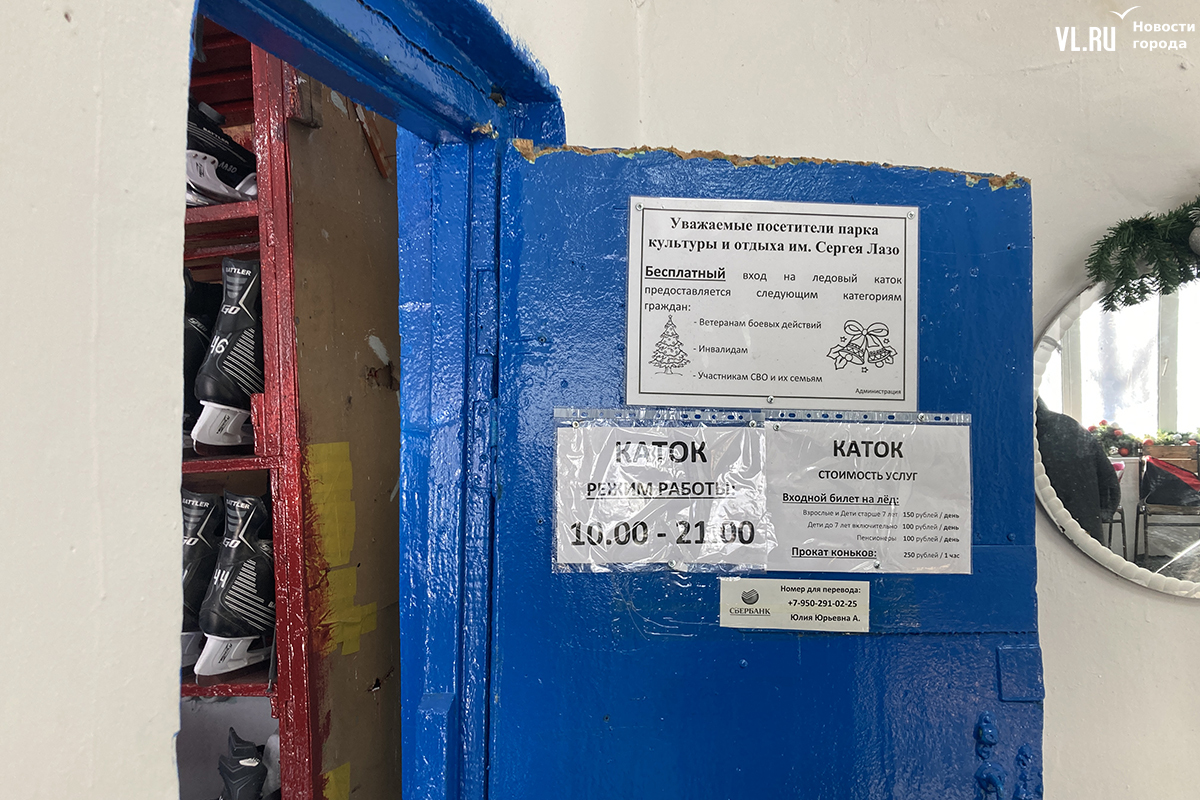 VL.RU Новости
города
Уважаемые посетители парка
культуры и отдыха им. Сергея Лазо
Бесплатный вход на ледовый каток
предоставляется следующим категориям
граждан:
- Ветеранам боевых действий
- Инвалидам
- Участникам СВО и их семьям
Администрация
КАТОК
РЕЖИМ РАБОТЫ:
10.00 - 21.00
КАТОК
СТОИМОСТЬ УСЛУГ
Входной билет на лёд:
Взрослые и Дети старше 7 лет 150 рублей / день
Дети до 7 лет включительно 100 рублей / день
Пенсионеры 100 рублей / день
Прокат коньков: 250 рублей / 1 час
СБЕРБАНК
Номер для перевода:
+7-950-291-02-25
Юлия Юрьевна А.
BATTLER
GO
46
BATTLER
GO
BATTLER
GO
44